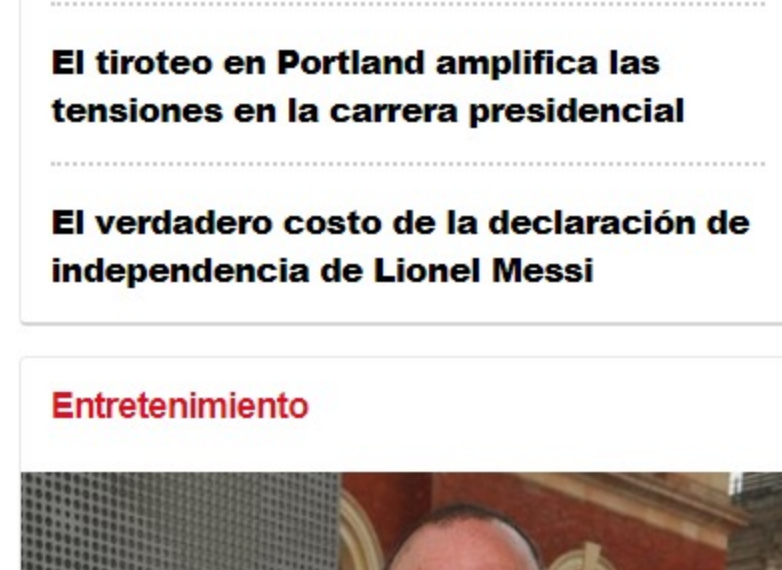 El tiroteo en Portland amplifica las
tensiones en la carrera presidencial
El verdadero costo de la declaración de
independencia de Lionel Messi
Entretenimiento